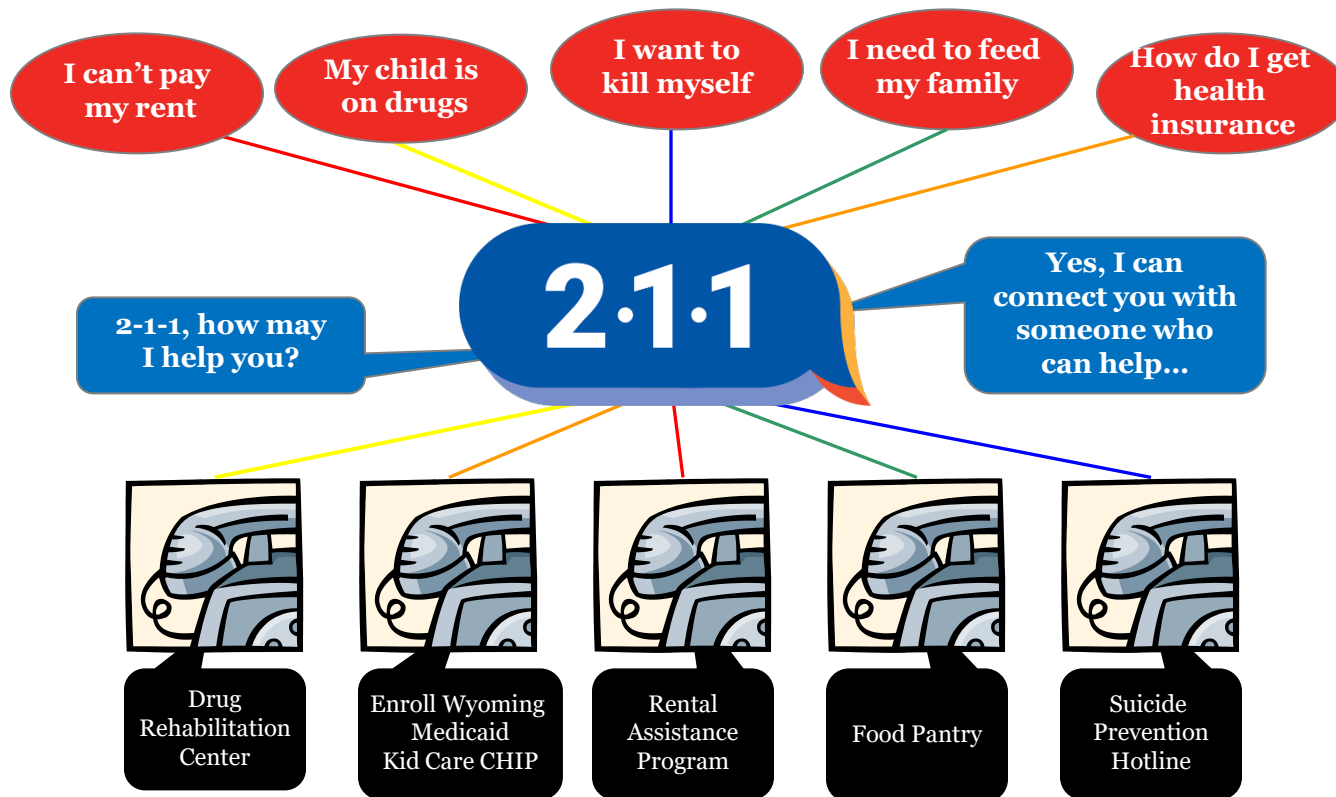 I can’t pay
my rent
My child is
on drugs
I want to
kill myself
I need to feed
my family
How do I get
health
insurance
2·1·1
2-1-1, how may
I help you?
Yes, I can
connect you with
someone who
can help...
Drug
Rehabilitation
Center
Enroll Wyoming
Medicaid
Kid Care CHIP
Rental
Assistance
Program
Food Pantry
Suicide
Prevention
Hotline